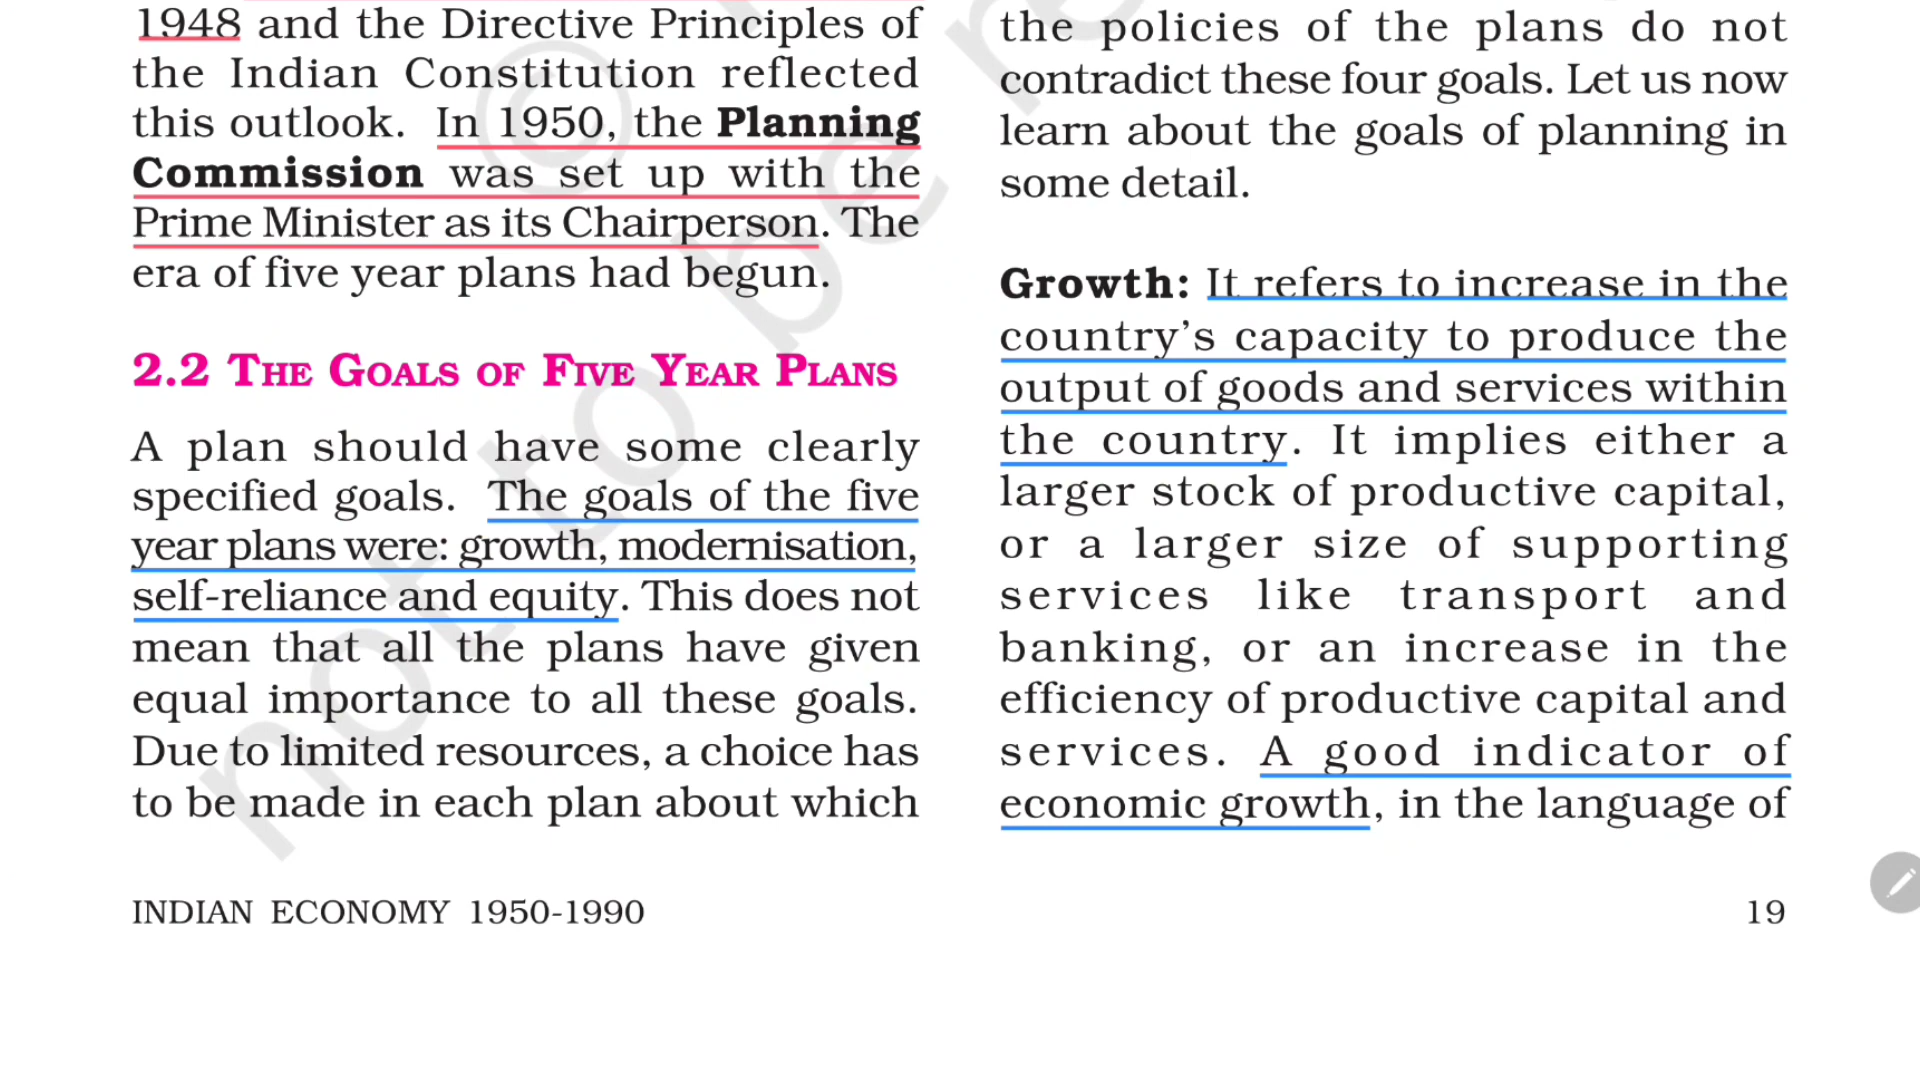 1948 and the Directive Principles of
the Indian Constitution reflected
this outlook. In 1950, the Planning
Commission was set up with the
Prime Minister as its Chairperson. The
era of five year plans had begun.
2.2 THE GOALS OF FIVE YEAR PLANS
A plan should have some clearly
specified goals. The goals of the five
year plans were: growth, modernisation,
self-reliance and equity. This does not
mean that all the plans have given
equal importance to all these goals.
Due to limited resources, a choice has
to be made in each plan about which
the policies of the plans do not
contradict these four goals. Let us now
learn about the goals of planning in
some detail.
Growth: It refers to increase in the
country's capacity to produce the
output of goods and services within
the country. It implies either a
larger stock of productive capital,
or a larger size of supporting
services like transport and
banking, or an increase in the
efficiency of productive capital and
services. A good indicator of
economic growth, in the language of
INDIAN ECONOMY 1950-1990
19
not to be
©